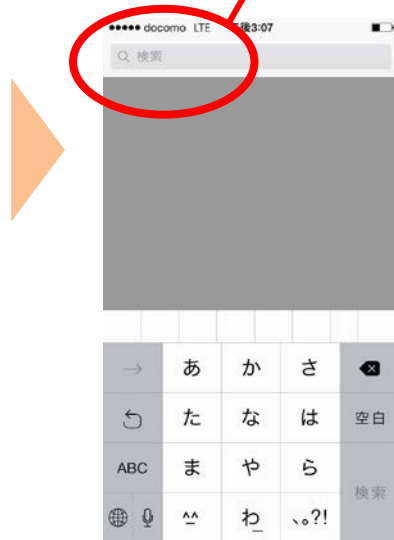 docomo LTE 午後3:07
検索
→ あ か さ
た な は 空白
ABC ま や ら
検索
^^ わ_ 、。?!